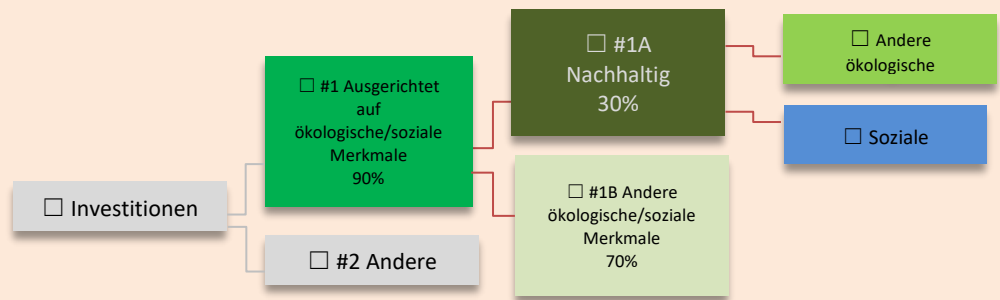 ☐ Investitionen
☐ #1 Ausgerichtet
auf
ökologische/soziale
Merkmale
90%
☐ #2 Andere
☐ #1A
Nachhaltig
30%
☐ #1B Andere
ökologische/soziale
Merkmale
70%
☐ Andere
ökologische
☐ Soziale